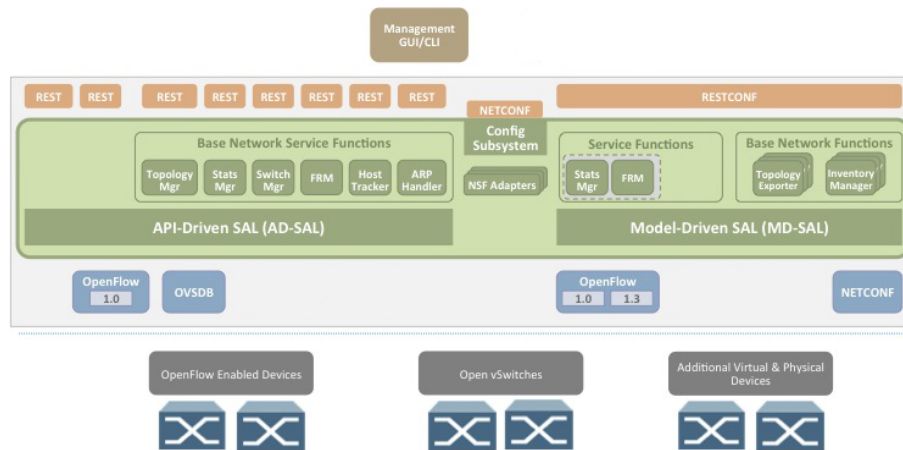 Management
GUI/CLI
REST REST REST REST REST REST REST REST
NETCONF
RESTCONF
Config
Subsystem
Base Network Service Functions
Topology
Mgr
Stats
Mgr
Switch
Mgr
FRM
Host
Tracker
ARP
Handler
NSF Adapters
Service Functions
Stats
Mgr
FRM
Base Network Functions
Topology
Exporter
Inventory
Manager
API-Driven SAL (AD-SAL)
Model-Driven SAL (MD-SAL)
OpenFlow
1.0
OVSDB
OpenFlow
1.0 1.3
NETCONF
OpenFlow Enabled Devices
Open vSwitches
Additional Virtual & Physical
Devices